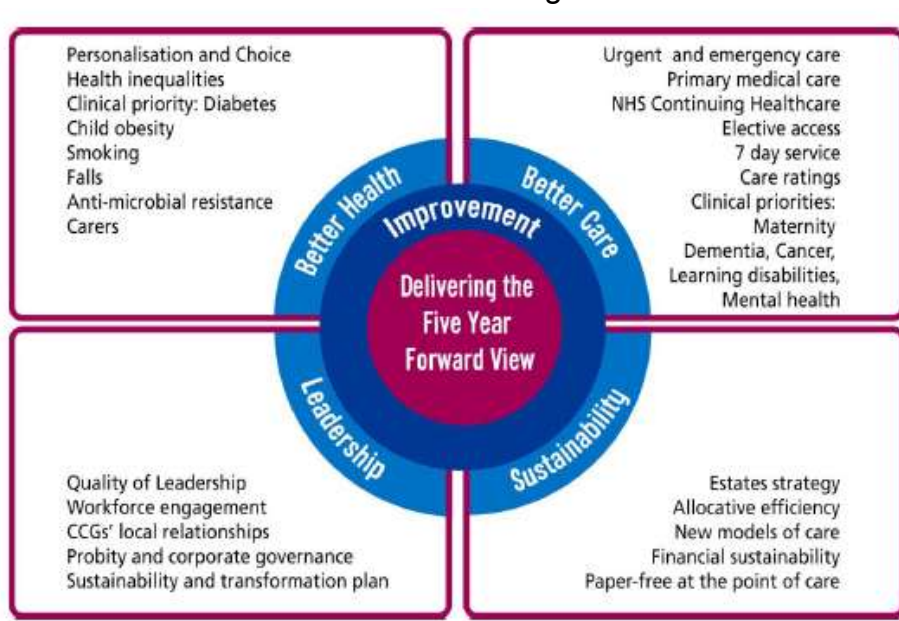 Personalisation and Choice
Health inequalities
Clinical priority: Diabetes
Child obesity
Smoking
Falls
Anti-microbial resistance
Carers
Urgent and emergency care
Primary medical care
NHS Continuing Healthcare
Elective access
7 day service
Care ratings
Clinical priorities:
Maternity
Dementia, Cancer,
Learning disabilities,
Mental health
Better Health
Better Care
Improvement
Delivering the
Five Year
Forward View
Leadership
Sustainability
Quality of Leadership
Workforce engagement
CCGs' local relationships
Probity and corporate governance
Sustainability and transformation plan
Estates strategy
Allocative efficiency
New models of care
Financial sustainability
Paper-free at the point of care